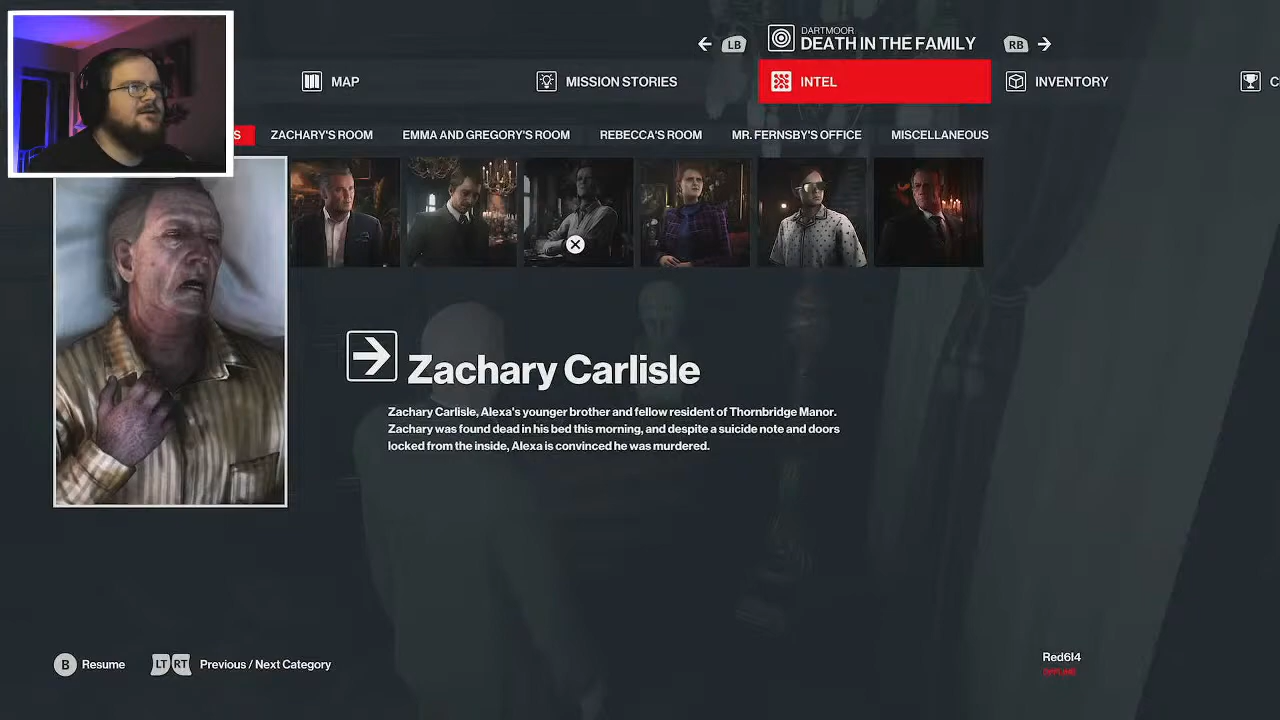 DARTMOOR
LB DEATH IN THE FAMILY RB
MAP MISSION STORIES INTEL INVENTORY C
S ZACHARY'S ROOM EMMA AND GREGORY'S ROOM REBECCA'S ROOM MR. FERNSBY'S OFFICE MISCELLANEOUS
Zachary Carlisle
Zachary Carlisle, Alexa's younger brother and fellow resident of Thornbridge Manor.
Zachary was found dead in his bed this morning, and despite a suicide note and doors
locked from the inside, Alexa is convinced he was murdered.
B Resume LT RT Previous / Next Category
Red6l4